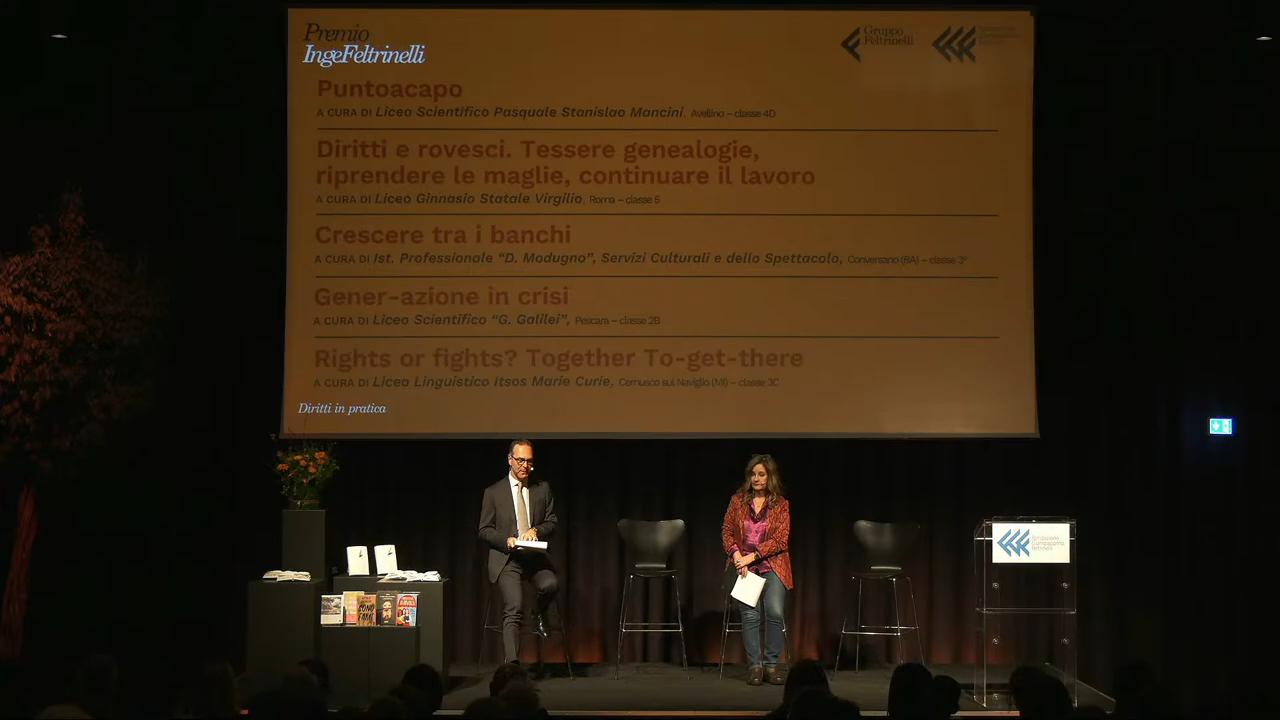 Premio
IngeFeltrinelli
Gruppo
Feltrinelli
Puntoacapo
A CURA DI Liceo Scientifico Pasquale Stanislao Mancini, Avellino – classe 4D
Diritti e rovesci. Tessere genealogie,
riprendere le maglie, continuare il lavoro
A CURA DI Liceo Ginnasio Statale Virgilio, Roma – classe 5
Crescere tra i banchi
A CURA DI Ist. Professionale “D. Modugno”, Servizi Culturali e dello Spettacolo, Conversano (BA) – classe 3ª
Gener-azione in crisi
A CURA DI Liceo Scientifico “G. Galilei”, Pescara – classe 2B
Rights or fights? Together To-get-there
A CURA DI Liceo Linguistico Itsos Marie Curie, Cernusco sul Naviglio (MI) – classe 3C
Diritti in pratica
Fondazione
Giangiacomo
Feltrinelli